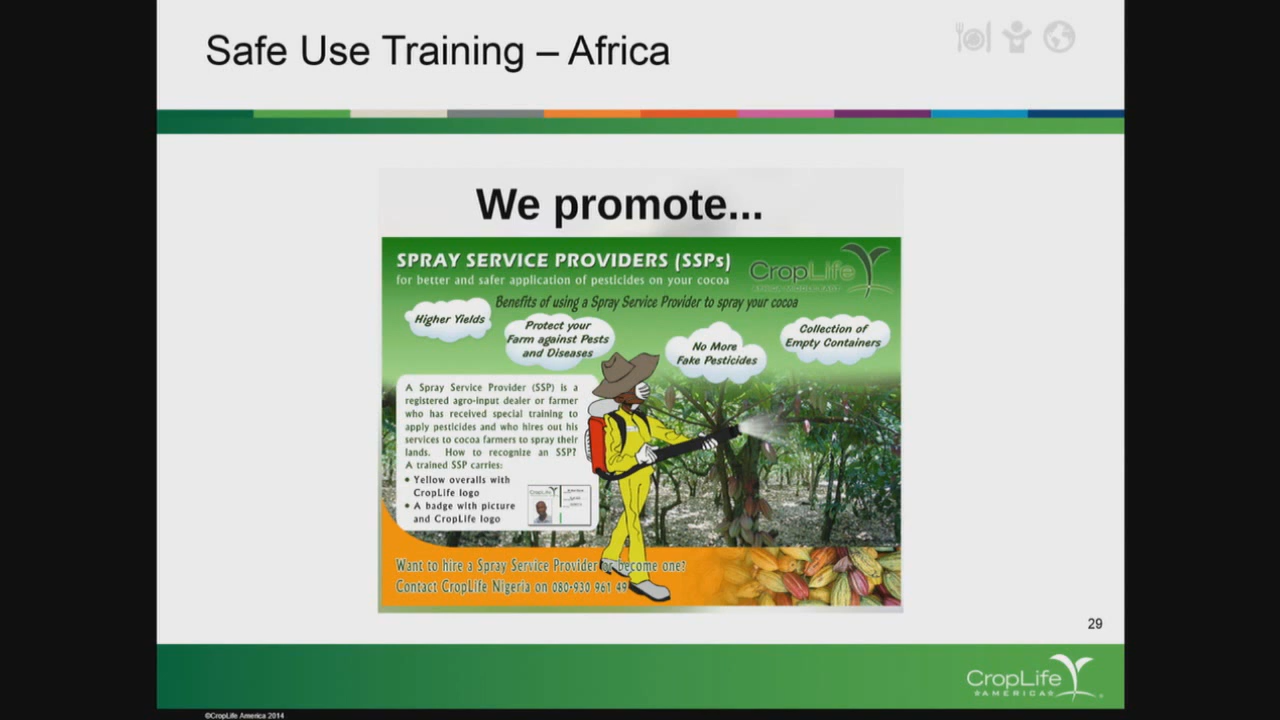 Safe Use Training – Africa
We promote...
SPRAY SERVICE PROVIDERS (SSPs)
for better and safer application of pesticides on your cocoa
CropLife
Benefits of using a Spray Service Provider to spray your cocoa
Higher Yields
Protect your
Farm against Pests
and Diseases
No More
Fake Pesticides
Collection of
Empty Containers
A Spray Service Provider (SSP) is a
registered agro-input dealer or farmer
who has received special training to
apply pesticides and who hires out his
services to cocoa farmers to spray their
lands. How to recognize an SSP?
A trained SSP carries:
• Yellow overalls with
CropLife logo
• A badge with picture
and CropLife logo
CropLife
Want to hire a Spray Service Provider or become one?
Contact CropLife Nigeria on 080-930 961 49
29
CropLife
AMERICA
©CropLife America 2014